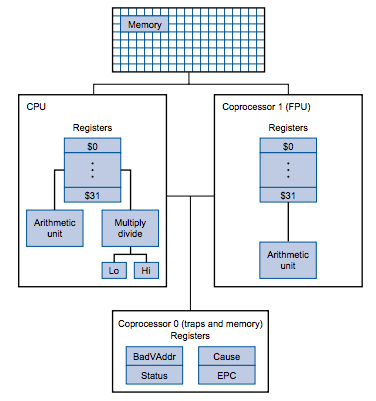 Memory
CPU
Registers
$0
$31
Arithmetic
unit
Multiply
divide
Lo
Hi
Coprocessor 1 (FPU)
Registers
$0
$31
Arithmetic
unit
Coprocessor 0 (traps and memory)
Registers
BadVAddr
Cause
Status
EPC